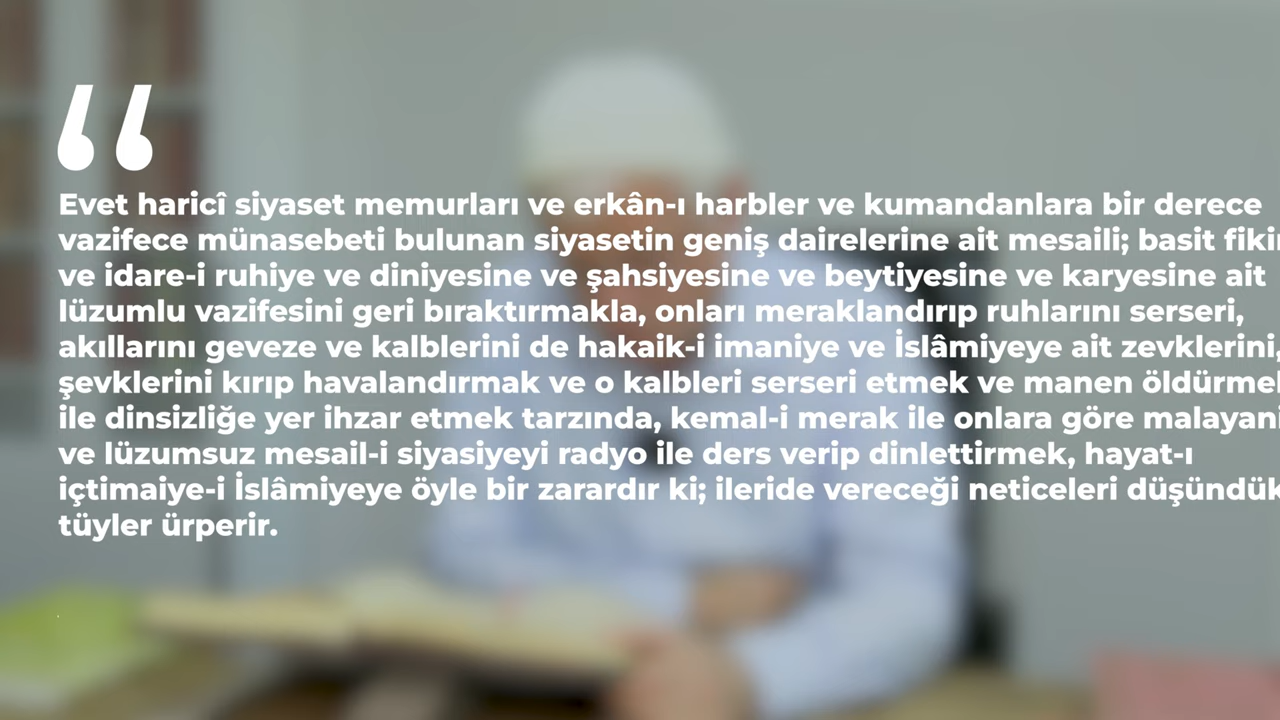 “
Evet haricî siyaset memurları ve erkân-ı harbler ve kumandanlara bir derece
vazifece münasebeti bulunan siyasetin geniş dairelerine ait mesaili; basit
ve idare-i ruhiye ve diniyesine ve şahsiyesine ve beytiyesine ve karyesine ait
lüzumlu vazifesini geri bıraktırmakla, onları meraklandırıp ruhlarını serseri,
akıllarını geveze ve kalblerini de hakaik-i imaniye ve İslâmiyeye ait zevklerini,
şevklerini kırıp havalandırmak ve o kalbleri serseri etmek ve manen
ile dinsizliğe yer ihzar etmek tarzında, kemal-i merak ile onlara göre
ve lüzumsuz mesail-i siyasiyeyi radyo ile ders verip dinlettirmek, hayat-ı
içtimaiye-i İslâmiyeye öyle bir zarardır ki; ileride vereceği neticeleri
tüyler ürperir.